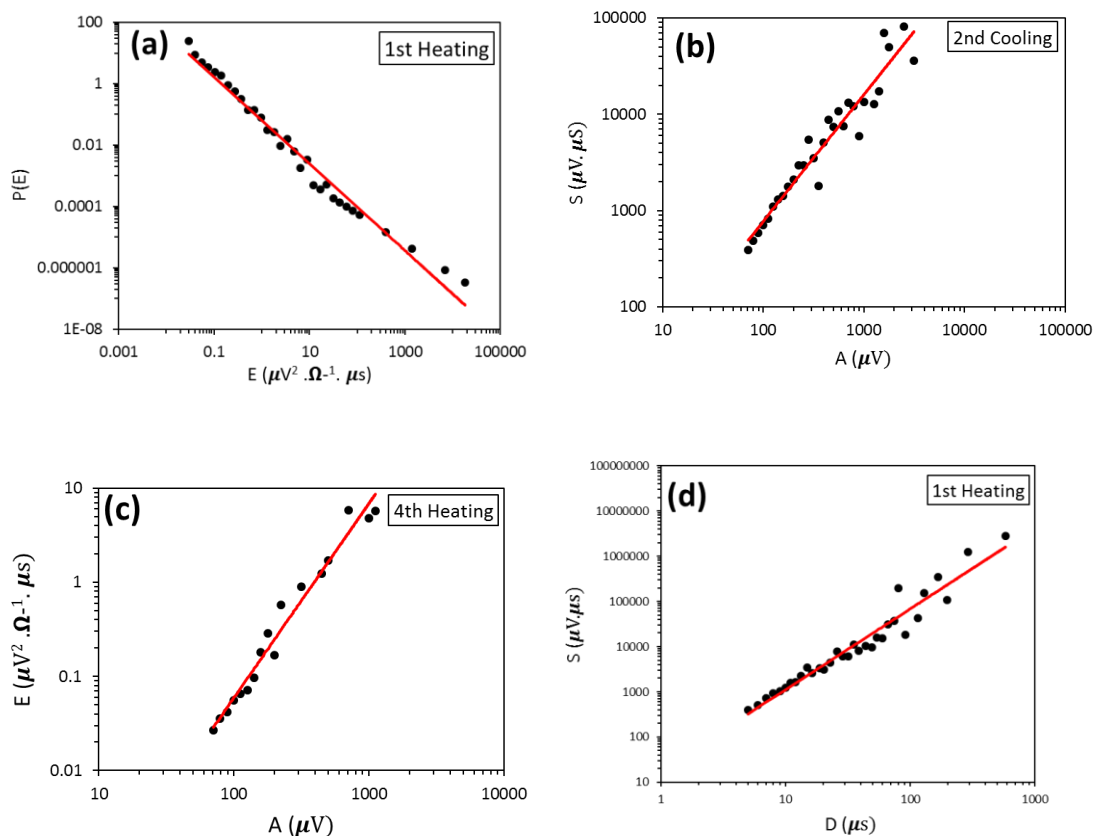 (a)
1st Heating
100
1
0.01
0.0001
0.000001
1E-08
P(E)
0.001
0.1
10
1000
100000
E (μV² .Ω-¹. μs)
(b)
2nd Cooling
100000
10000
1000
100
S (μV. μS)
10
100
1000
10000
100000
A (μV)
(c)
4th Heating
10
1
0.1
0.01
E (μV² .Ω-¹. μs)
10
100
1000
10000
A (μV)
(d)
1st Heating
100000000
10000000
1000000
100000
10000
1000
100
10
S (μV.μs)
1
10
100
1000
D (μs)